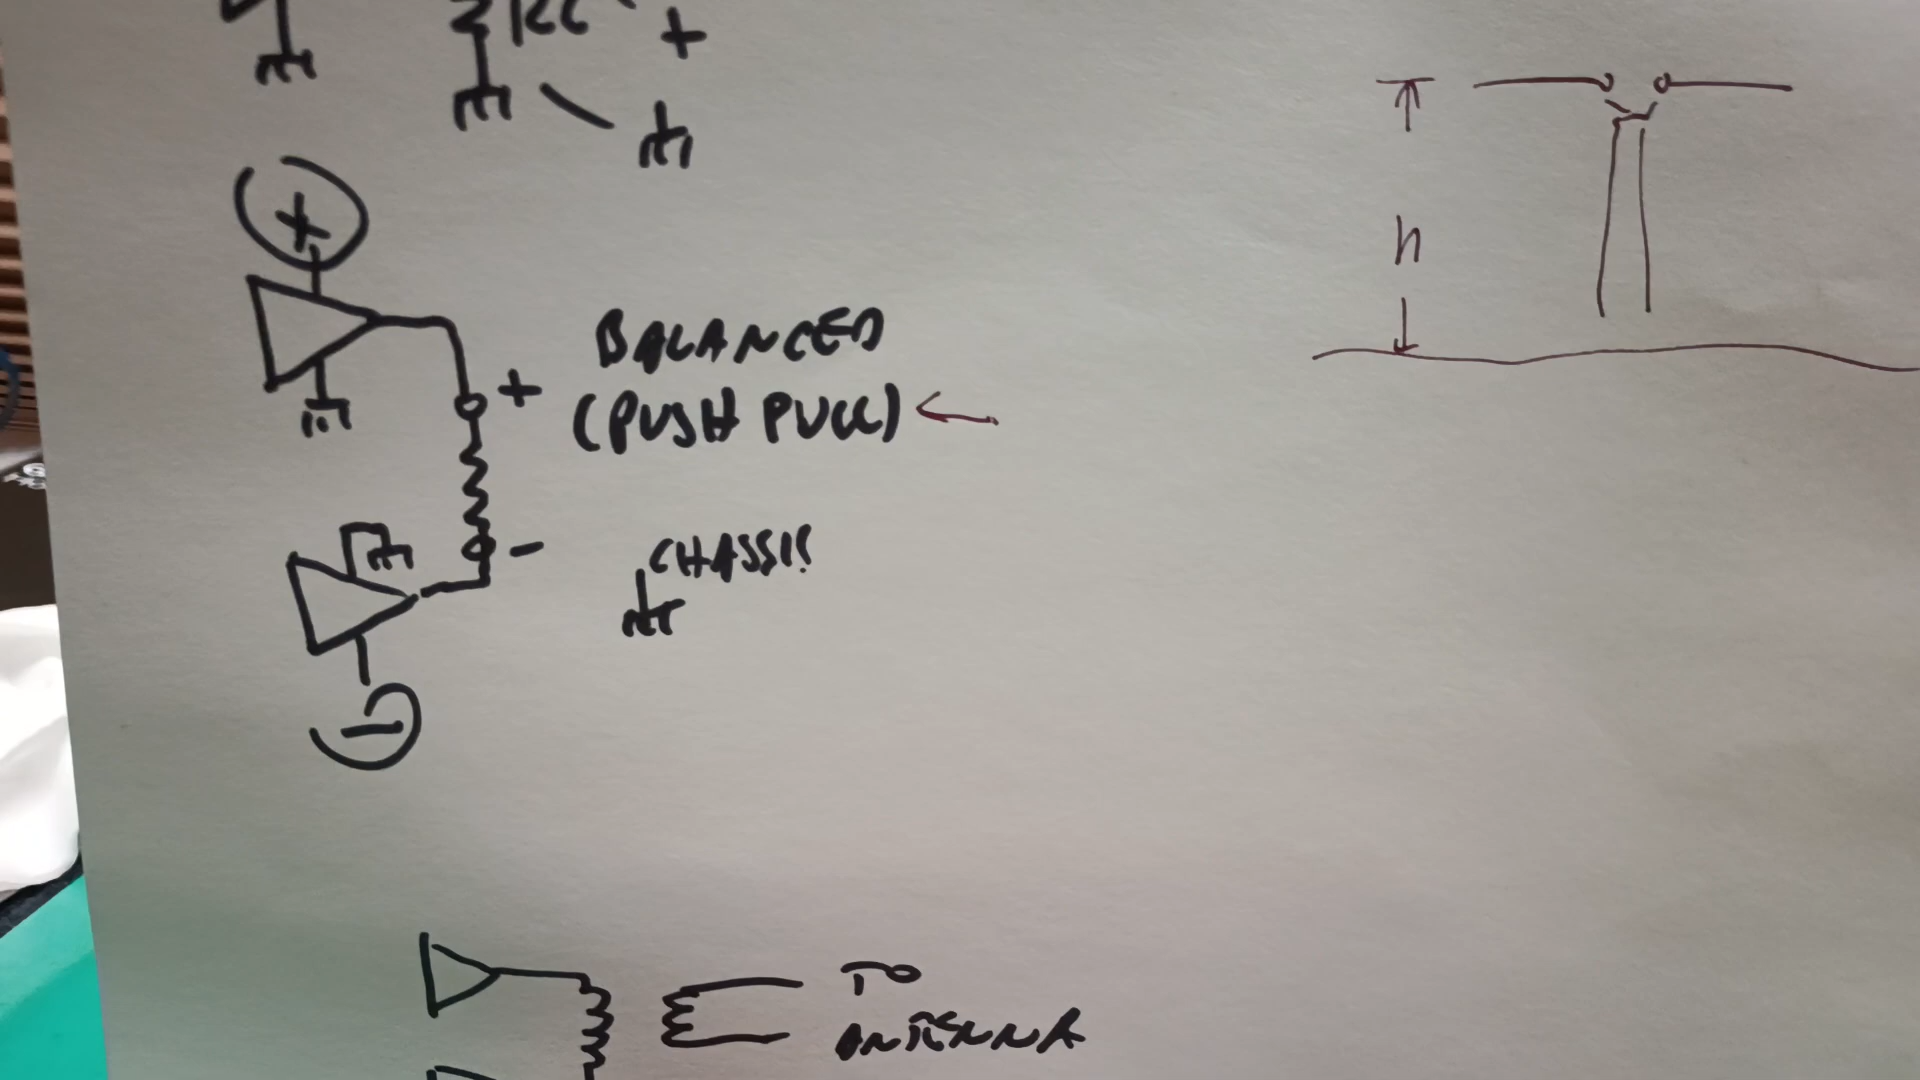 +
h
+
+
BALANCED
(PUSH PULL)
-
CHASSIS
-
TO
ANTENNA